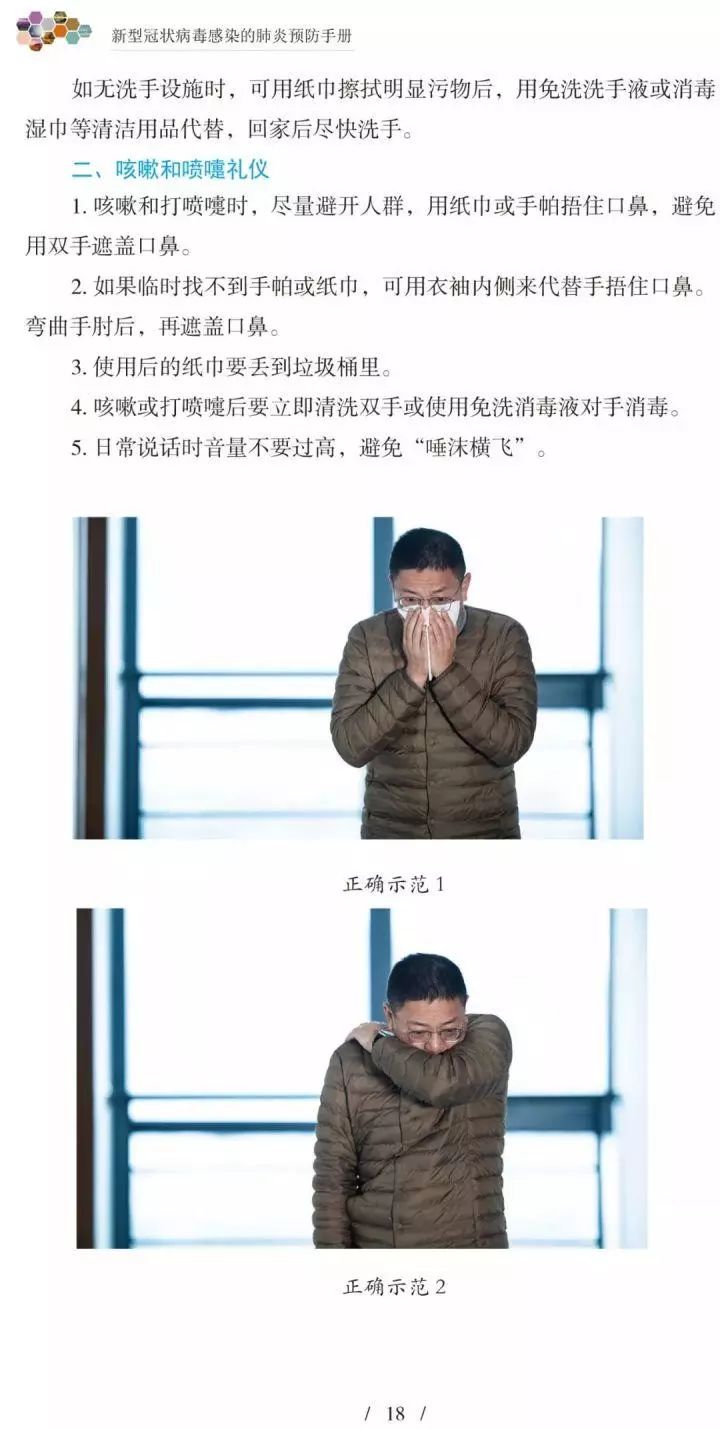 新型冠状病毒感染的肺炎预防手册
如无洗手设施时，可用纸巾擦拭明显污物后，用免洗洗手液或消毒
湿巾等清洁用品代替，回家后尽快洗手。
二、咳嗽和喷嚏礼仪
1. 咳嗽和打喷嚏时，尽量避开人群，用纸巾或手帕捂住口鼻，避免
用双手遮盖口鼻。
2. 如果临时找不到手帕或纸巾，可用衣袖内侧来代替手捂住口鼻。
弯曲手肘后，再遮盖口鼻。
3. 使用后的纸巾要丢到垃圾桶里。
4. 咳嗽或打喷嚏后要立即清洗双手或使用免洗消毒液对手消毒。
5. 日常说话时音量不要过高，避免“唾沫横飞”。
正确示范 1
正确示范 2
/ 18 /